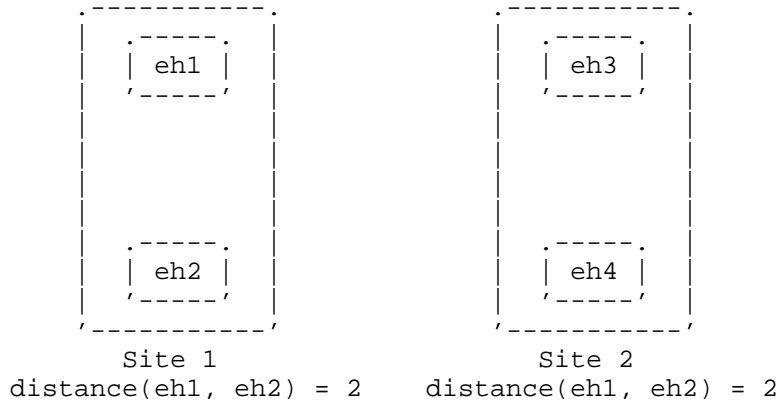 eh1 eh3
eh2 eh4
Site 1 Site 2
distance(eh1, eh2) = 2 distance(eh1, eh2) = 2